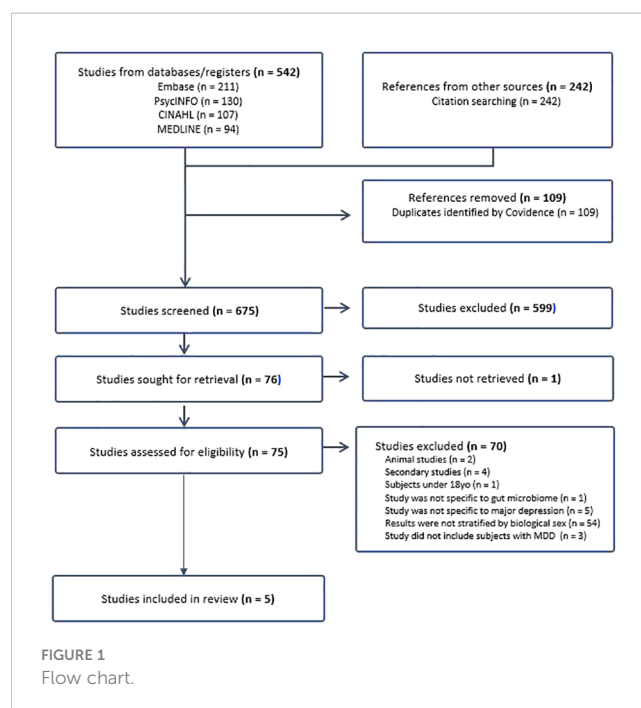 Studies from databases/registers (n = 542)
Embase (n = 211)
PsycINFO (n = 130)
CINAHL (n = 107)
MEDLINE (n = 94)
References from other sources (n = 242)
Citation searching (n = 242)
References removed (n = 109)
Duplicates identified by Covidence (n = 109)
Studies screened (n = 675)
Studies excluded (n = 599)
Studies sought for retrieval (n = 76)
Studies not retrieved (n = 1)
Studies assessed for eligibility (n = 75)
Studies excluded (n = 70)
Animal studies (n = 2)
Secondary studies (n = 4)
Subjects under 18yo (n = 1)
Study was not specific to gut microbiome (n = 1)
Study was not specific to major depression (n = 5)
Results were not stratified by biological sex (n = 54)
Study did not include subjects with MDD (n = 3)
Studies included in review (n = 5)
FIGURE 1
Flow chart.